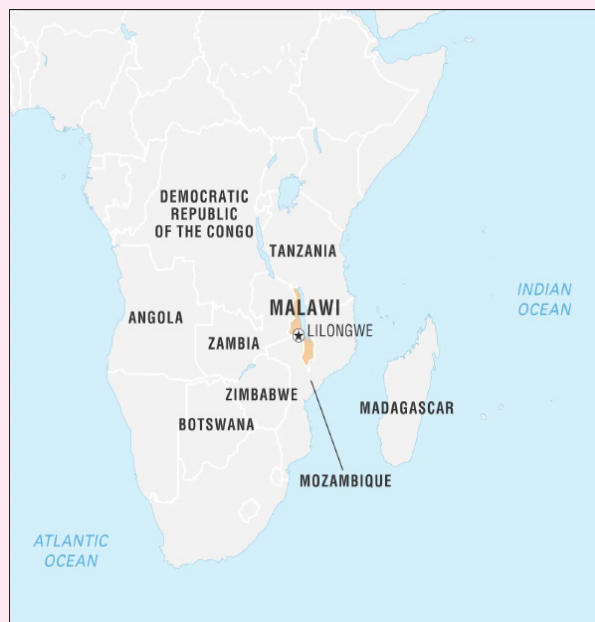 DEMOCRATIC
REPUBLIC
OF THE CONGO
TANZANIA
INDIAN
OCEAN
MALAWI
ANGOLA
LILONGWE
ZAMBIA
ZIMBABWE
MADAGASCAR
BOTSWANA
MOZAMBIQUE
ATLANTIC
OCEAN